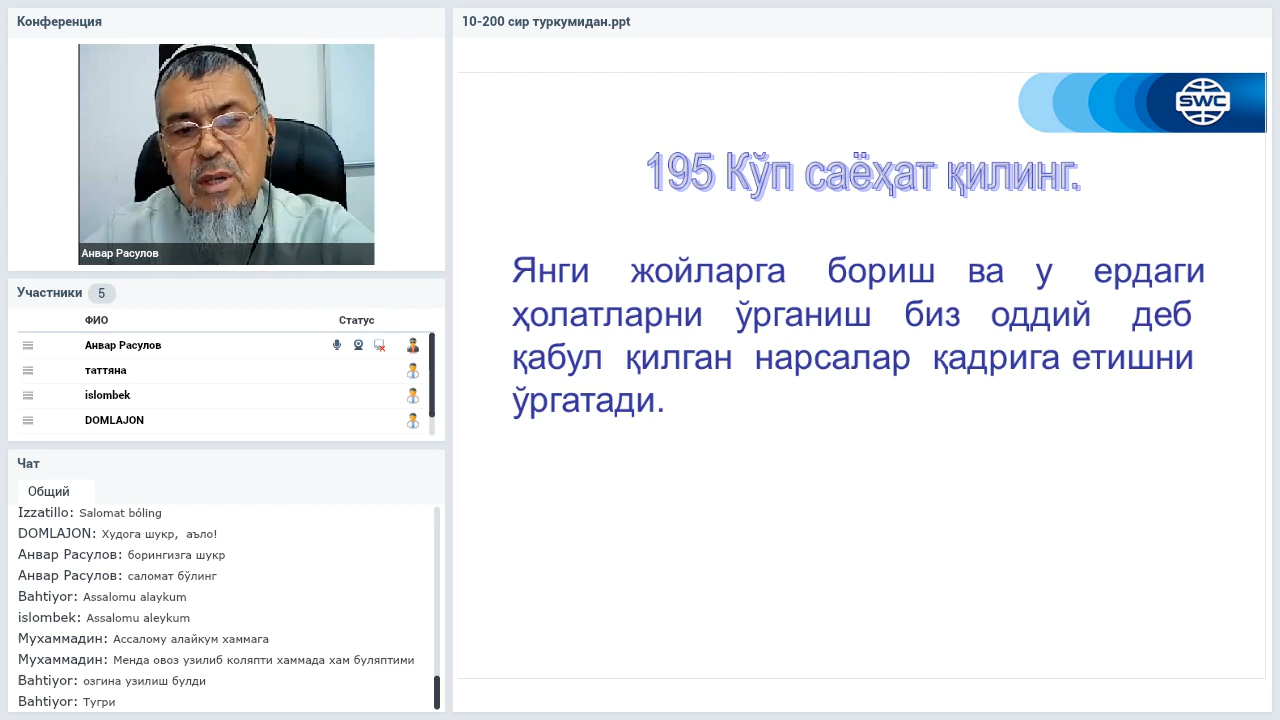 Конференция
Анвар Расулов
Участники 5
ФИО Статус
Анвар Расулов
таттяна
islombek
DOMLAJON
Чат
Общий
Izzatillo: Salomat bóling
DOMLAJON: Худога шукр, аъло!
Анвар Расулов: борингизга шукр
Анвар Расулов: саломат бўлинг
Bahtiyor: Assalomu alaykum
islombek: Assalomu aleykum
Мухаммадин: Ассалому алайкум хаммага
Мухаммадин: Менда овоз узилиб коляпти хаммада хам буляптими
Bahtiyor: озгина узилиш булди
Bahtiyor: Тугри
10-200 сир туркумидан.ppt
SWC
195 Кўп саёҳат қилинг.
Янги жойларга бориш ва у ердаги
ҳолатларни ўрганиш биз оддий деб
қабул қилган нарсалар қадрига етишни
ўргатади.